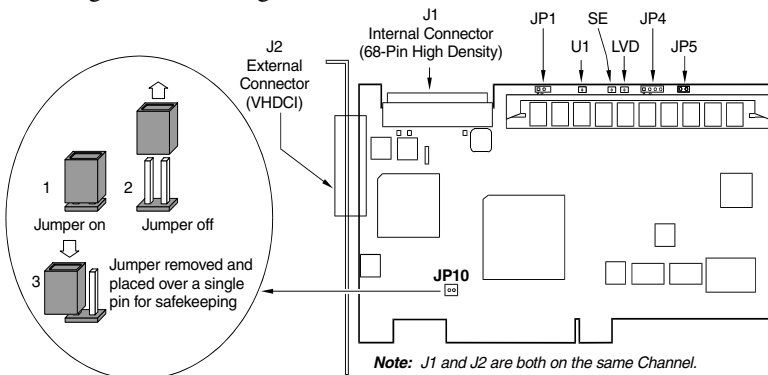 J1
Internal Connector
(68-Pin High Density)
J2
External
Connector
(VHDCI)
JP1
U1
SE
LVD
JP4
JP5
1
2
Jumper on
Jumper off
3
Jumper removed and
placed over a single
pin for safekeeping
JP10
Note: J1 and J2 are both on the same Channel.